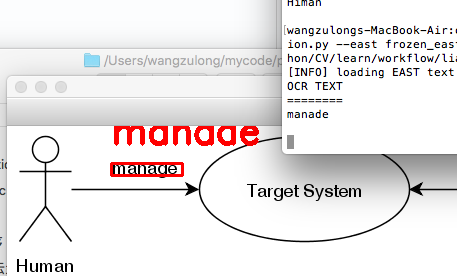 Himan
wangzulongs-MacBook-Air:
ion.py --east frozen_east
hon/CV/learn/workflow/lia
[INFO] loading EAST text
OCR TEXT
========
manade
/Users/wangzulong/mycode/p
manade
manage
Target System
Human